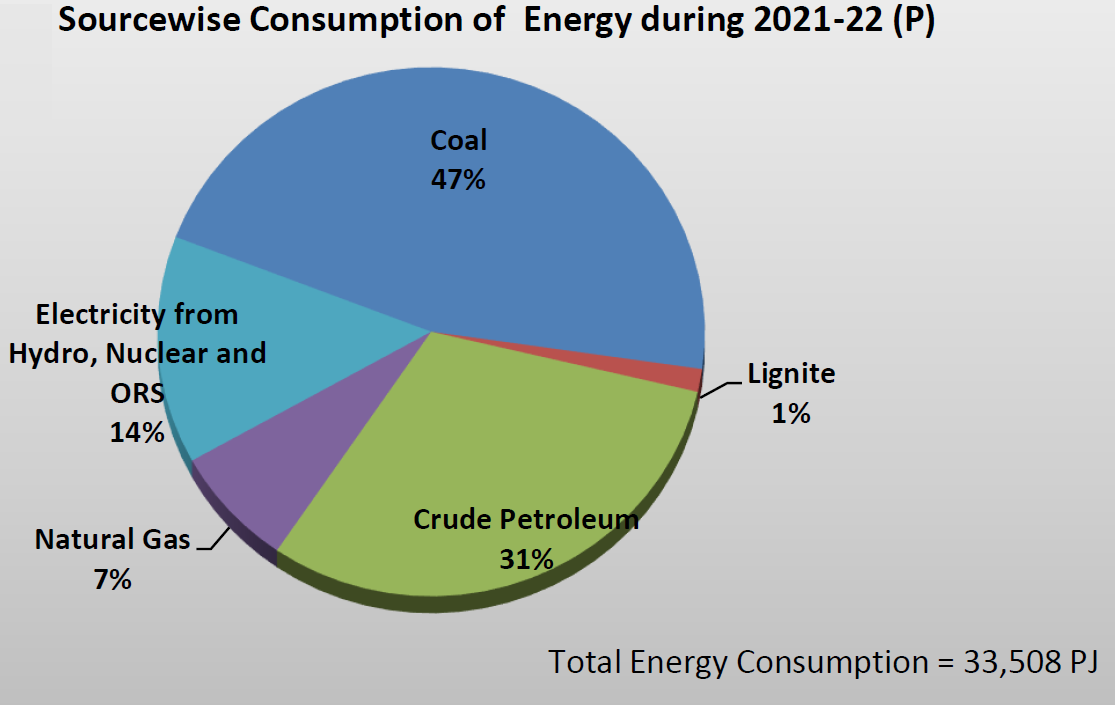 Sourcewise Consumption of Energy during 2021-22 (P)
Coal
47%
Electricity from
Hydro, Nuclear and
ORS
14%
Lignite
1%
Crude Petroleum
31%
Natural Gas
7%
Total Energy Consumption = 33,508 PJ